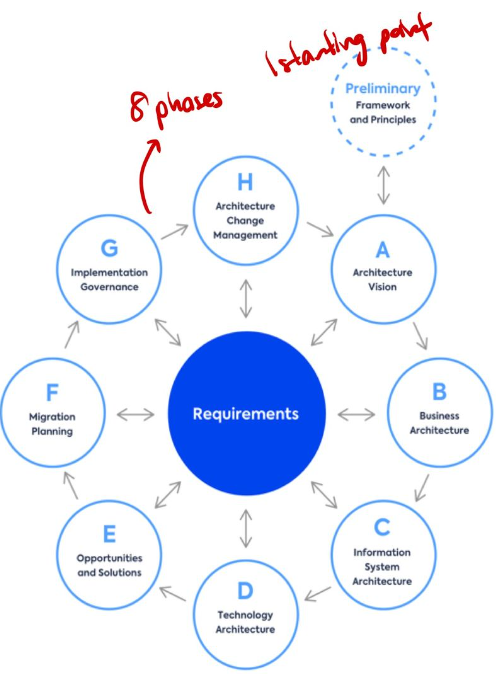 1 starting point
8 phases
Preliminary
Framework
and Principles
H
Architecture
Change
Management
A
Architecture
Vision
B
Business
Architecture
C
Information
System
Architecture
D
Technology
Architecture
E
Opportunities
and Solutions
F
Migration
Planning
G
Implementation
Governance
Requirements